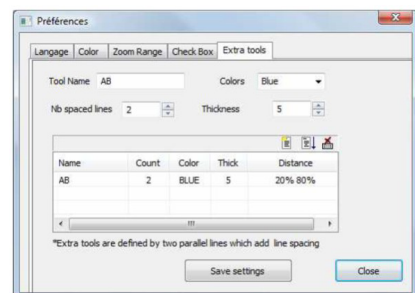 Préférences
Langage Color Zoom Range Check Box Extra tools
Tool Name AB Colors Blue
Nb spaced lines 2 Thickness 5
Name Count Color Thick Distance
AB 2 BLUE 5 20% 80%
*Extra tools are defined by two parallel lines which add line spacing
Save settings Close